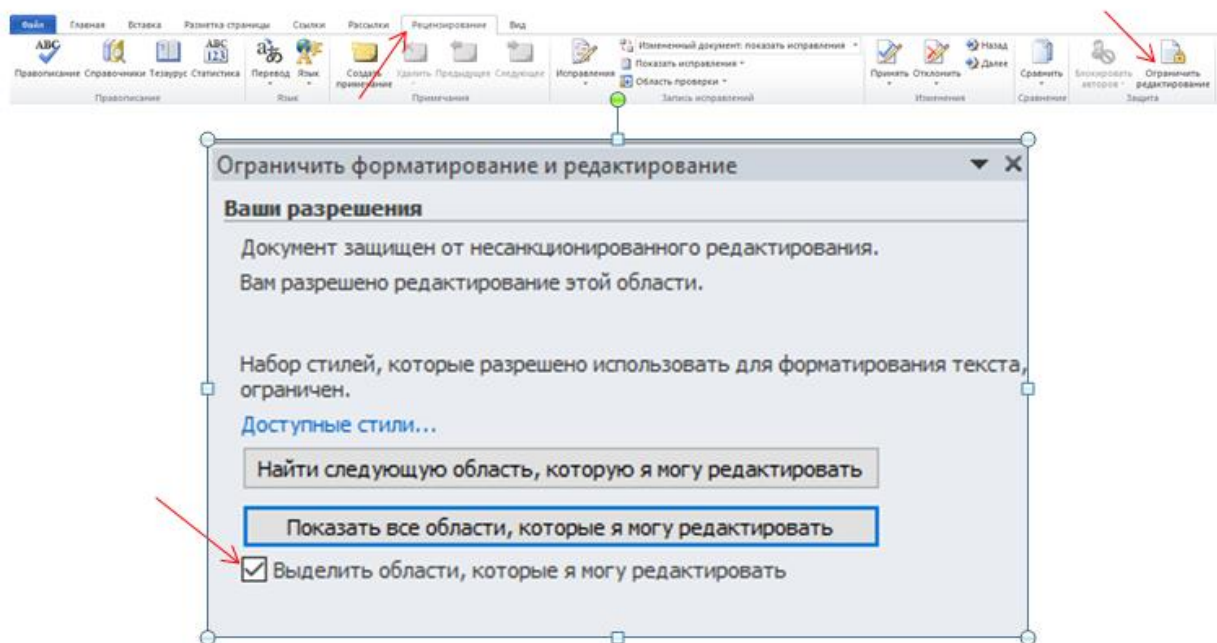 Файл Главная Вставка Разметка страницы Ссылки Рассылки Рецензирование Вид
ABC
ABC
123
Правописание Справочники Тезаурус Статистика
Перевод Язык
Создать примечание Удалить Предыдущее Следующее
Исправления
Измененный документ: показать исправления
Показать исправления
Область проверки
Принять Отклонить
Назад
Далее
Сравнить
Блокировать авторов
Ограничить редактирование
Правописание Язык Примечания Запись исправлений Изменения Сравнение Защита
Ограничить форматирование и редактирование
Ваши разрешения
Документ защищен от несанкционированного редактирования.
Вам разрешено редактирование этой области.
Набор стилей, которые разрешено использовать для форматирования текста,
ограничен.
Доступные стили...
Найти следующую область, которую я могу редактировать
Показать все области, которые я могу редактировать
Выделить области, которые я могу редактировать